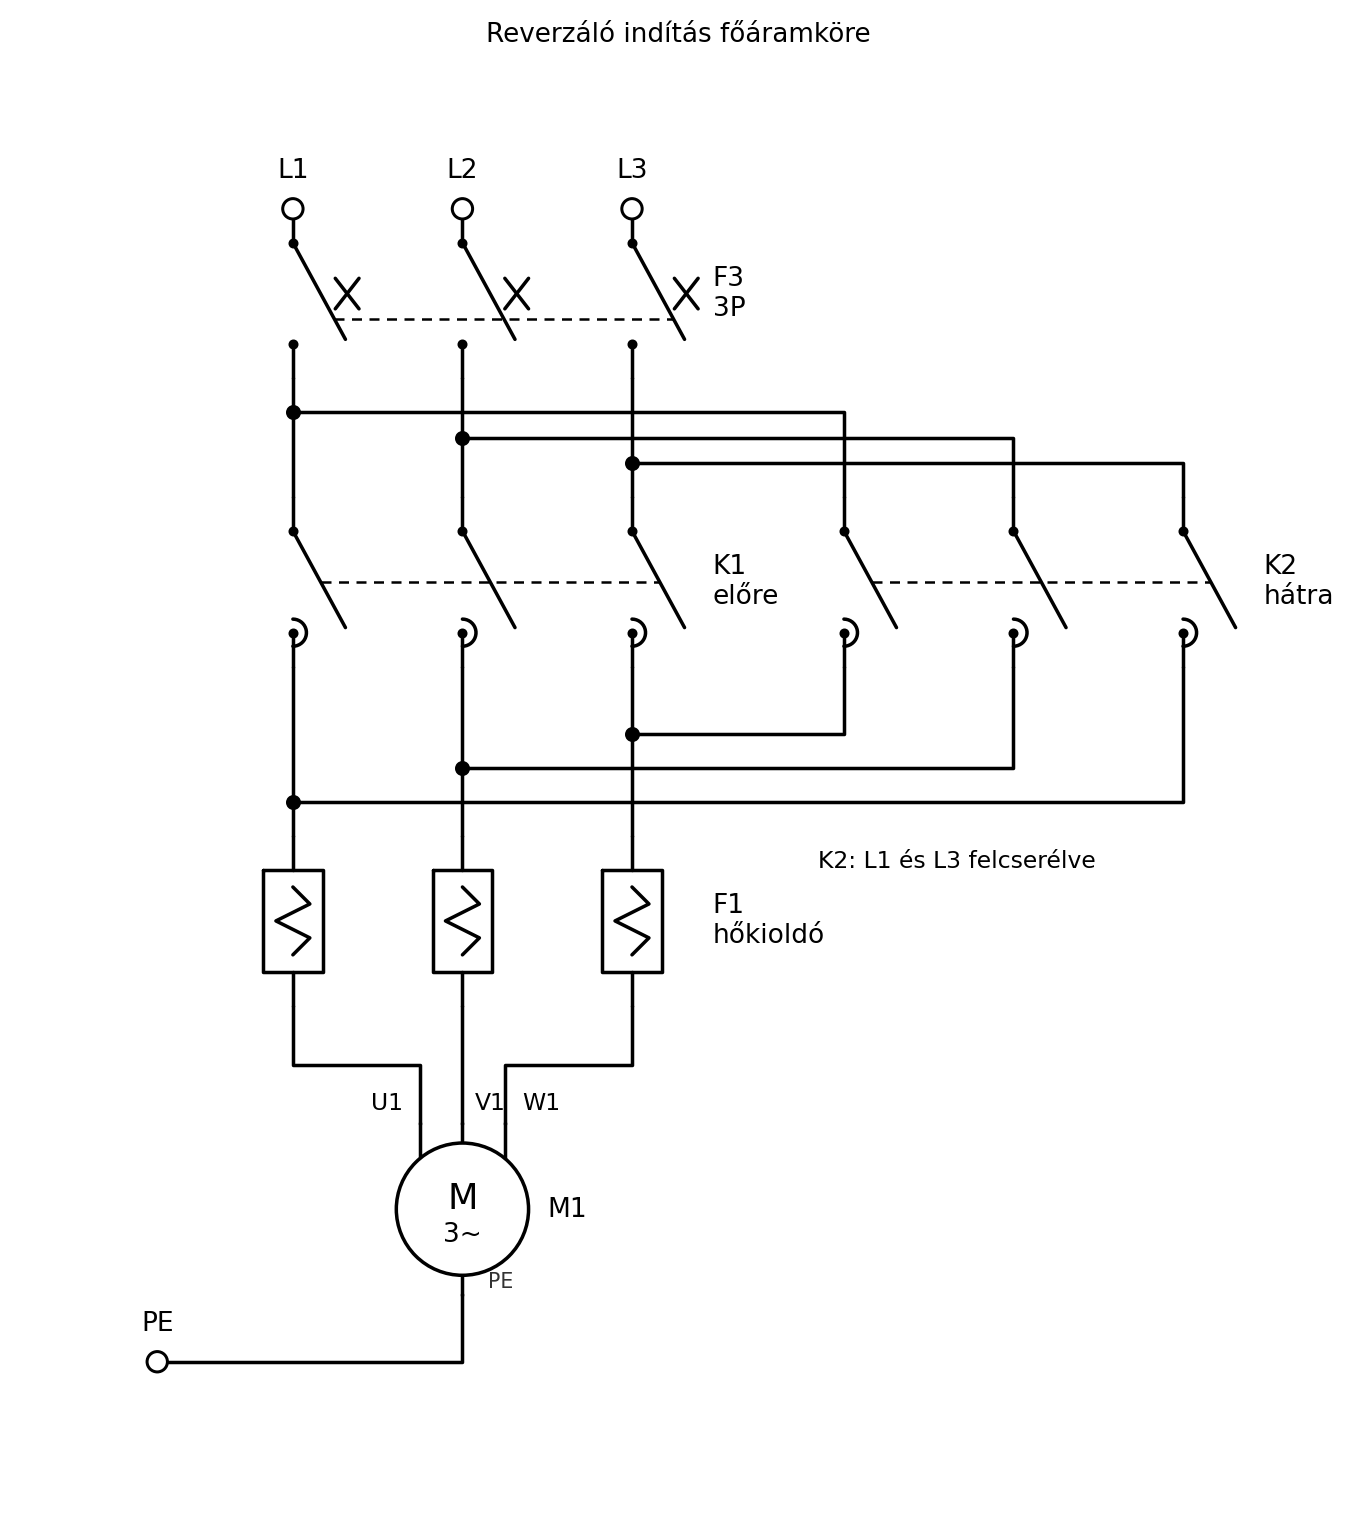 Reverzáló indítás főáramköre
L1
L2
L3
F3
3P
K1
előre
K2
hátra
K2: L1 és L3 felcserélve
F1
hőkioldó
U1
V1
W1
M
3~
M1
PE
PE